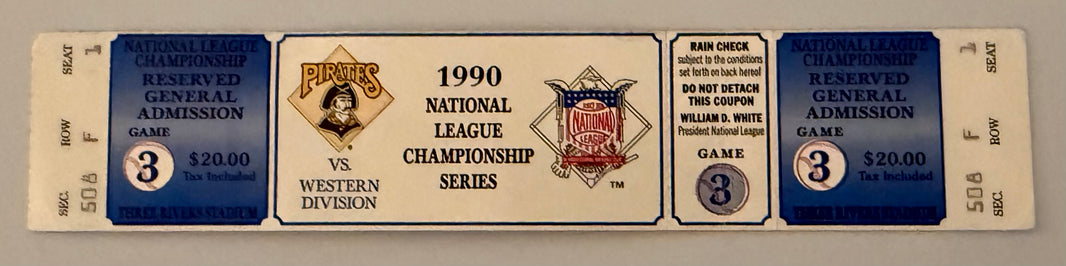 SEAT 1
ROW F
SEC. 508
NATIONAL LEAGUE
CHAMPIONSHIP
RESERVED
GENERAL
ADMISSION
GAME
3
$20.00
Tax Included
THREE RIVERS STADIUM
PIRATES
VS.
WESTERN
DIVISION
1990
NATIONAL
LEAGUE
CHAMPIONSHIP
SERIES
NATIONAL
LEAGUE
TM
RAIN CHECK
subject to the conditions
set forth on back hereof
DO NOT DETACH
THIS COUPON
WILLIAM D. WHITE
President National League
GAME
3
NATIONAL LEAGUE
CHAMPIONSHIP
RESERVED
GENERAL
ADMISSION
GAME
3
$20.00
Tax Included
THREE RIVERS STADIUM
SEAT 1
ROW F
SEC. 508